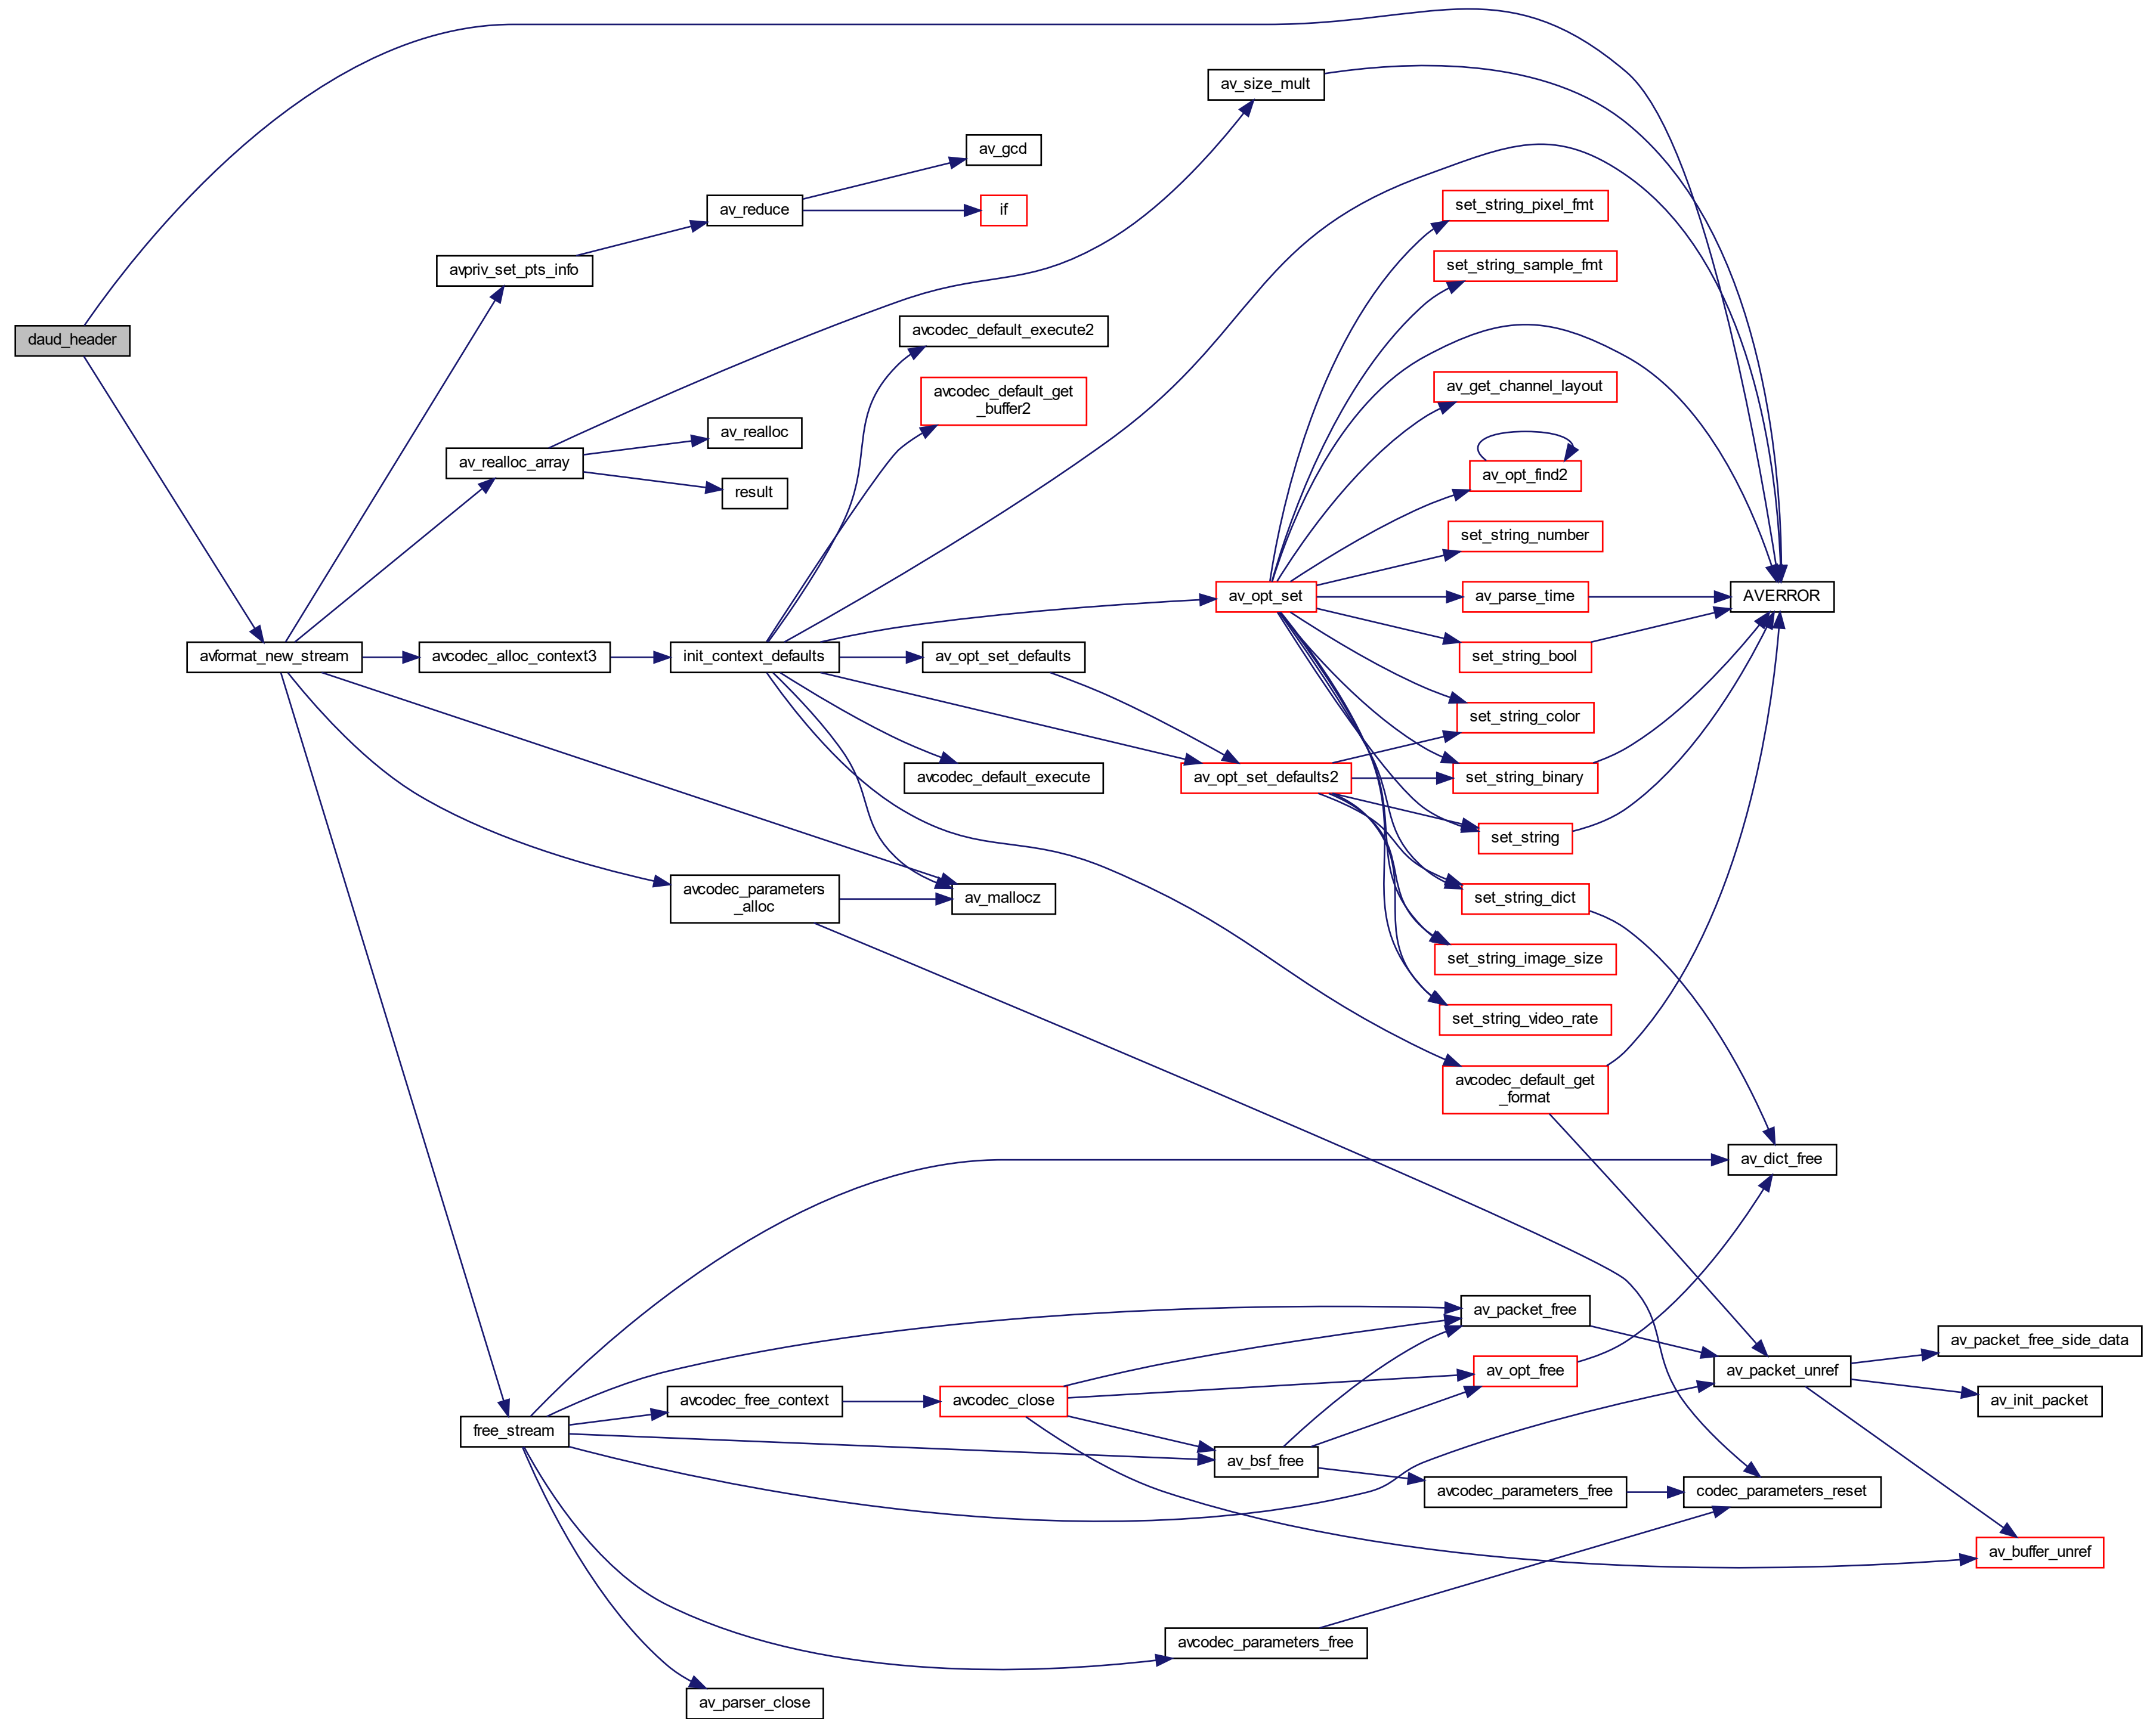 av_size_mult
av_gcd
av_reduce
if
set_string_pixel_fmt
avpriv_set_pts_info
set_string_sample_fmt
daud_header
avcodec_default_execute2
avcodec_default_get
_buffer2
av_get_channel_layout
av_realloc
av_realloc_array
result
av_opt_find2
set_string_number
av_opt_set
av_parse_time
AVERROR
avformat_new_stream
avcodec_alloc_context3
init_context_defaults
av_opt_set_defaults
set_string_bool
set_string_color
avcodec_default_execute
av_opt_set_defaults2
set_string_binary
set_string
avcodec_parameters
_alloc
av_mallocz
set_string_dict
set_string_image_size
set_string_video_rate
avcodec_default_get
_format
av_dict_free
av_packet_free
av_packet_free_side_data
av_opt_free
av_packet_unref
avcodec_free_context
avcodec_close
av_init_packet
free_stream
av_bsf_free
avcodec_parameters_free
codec_parameters_reset
av_buffer_unref
avcodec_parameters_free
av_parser_close